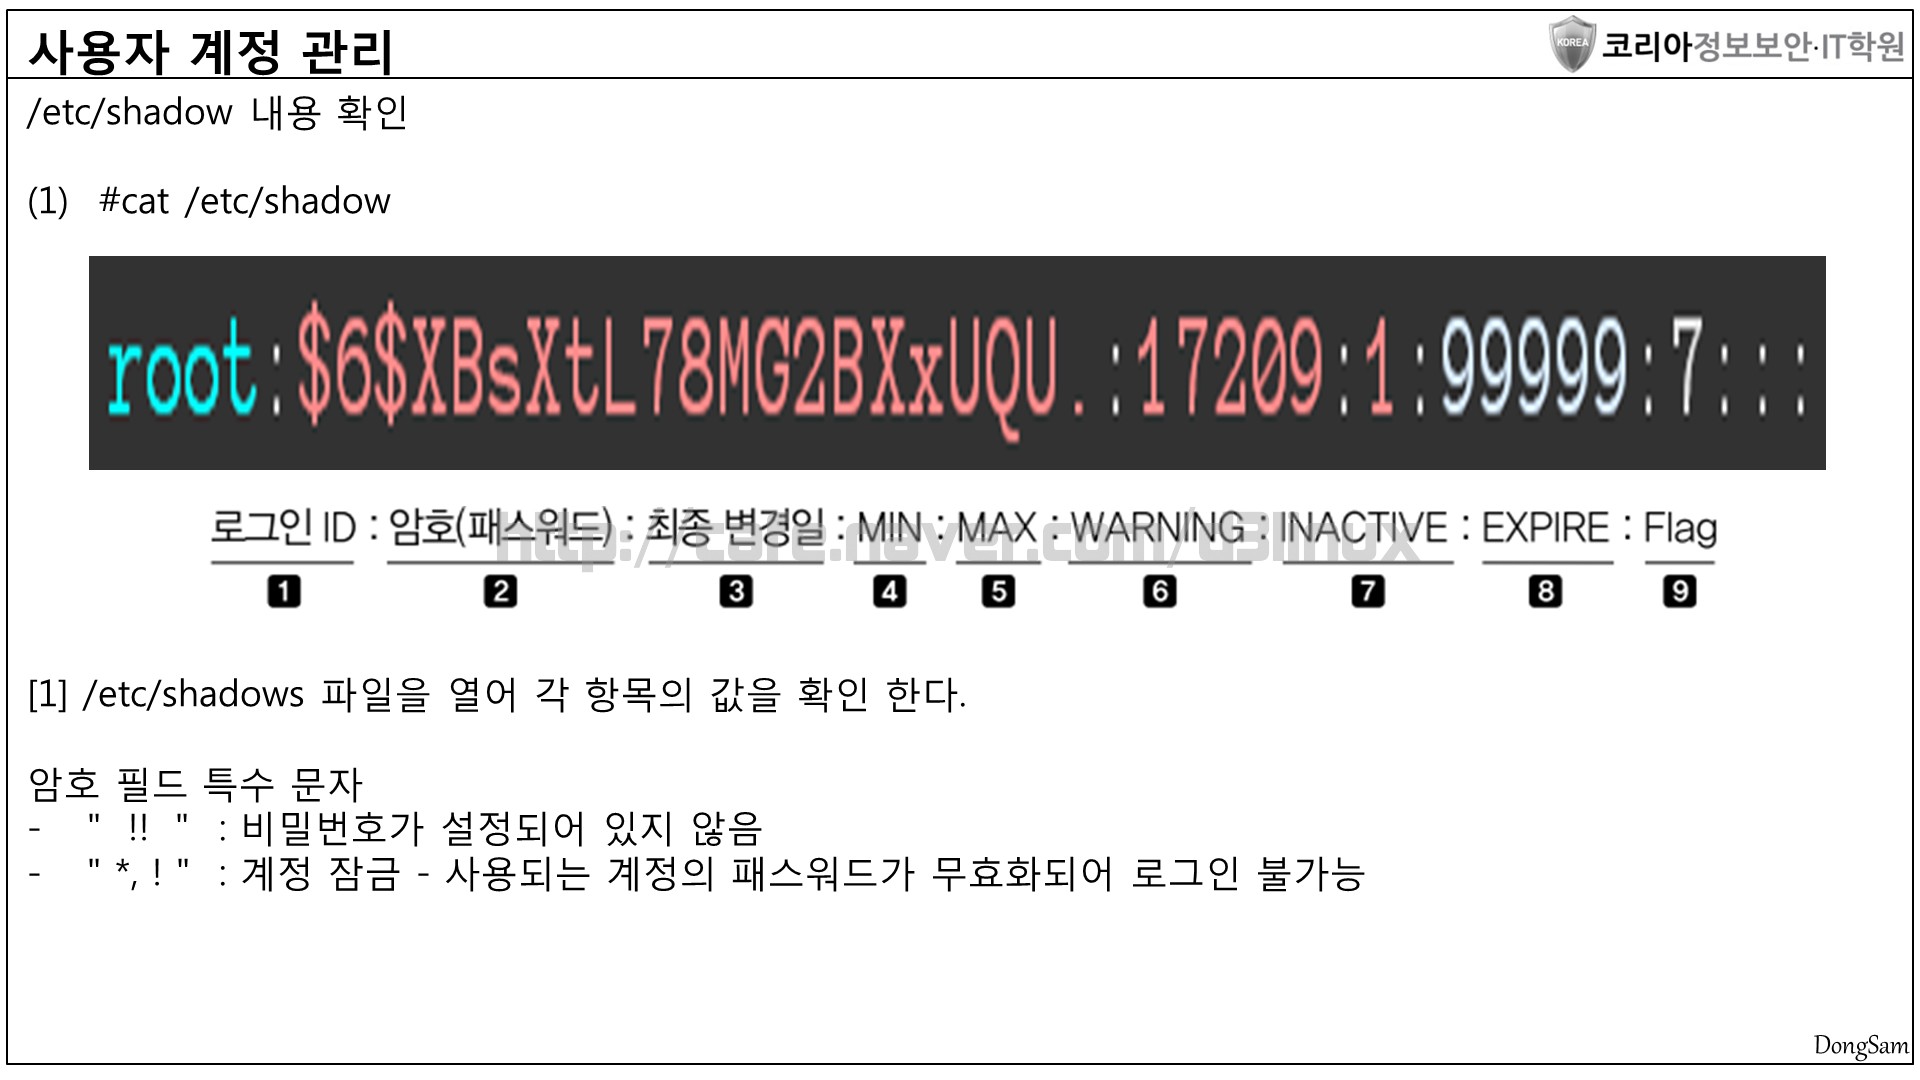 사용자 계정 관리
KOREA 코리아정보보안·IT학원
/etc/shadow 내용 확인
(1) #cat /etc/shadow
root:$6$XBsXtL78MG2BXxUQU.:17209:1:99999:7:::
로그인 ID : 암호(패스워드) : 최종 변경일 : MIN : MAX : WARNING : INACTIVE : EXPIRE : Flag
http://cafe.naver.com/q3linux
1 2 3 4 5 6 7 8 9
[1] /etc/shadows 파일을 열어 각 항목의 값을 확인 한다.
암호 필드 특수 문자
- " !! " : 비밀번호가 설정되어 있지 않음
- " *, ! " : 계정 잠금 - 사용되는 계정의 패스워드가 무효화되어 로그인 불가능
DongSam